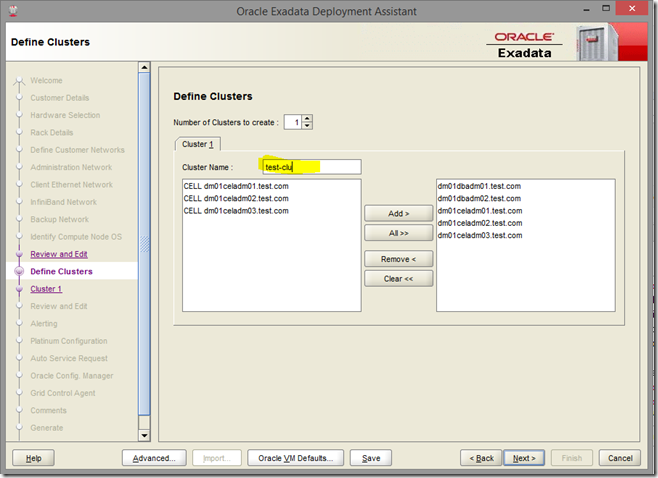 Oracle Exadata Deployment Assistant
Define Clusters
ORACLE
Exadata
Welcome
Customer Details
Hardware Selection
Rack Details
Define Customer Networks
Administration Network
Client Ethernet Network
InfiniBand Network
Backup Network
Identify Compute Node OS
Review and Edit
Define Clusters
Cluster 1
Review and Edit
Alerting
Platinum Configuration
Auto Service Request
Oracle Config. Manager
Grid Control Agent
Comments
Generate
Define Clusters
Number of Clusters to create : 1
Cluster 1
Cluster Name : test-clu
CELL dm01celadm01.test.com
CELL dm01celadm02.test.com
CELL dm01celadm03.test.com
Add >
All >>
Remove <
Clear <<
dm01dbadm01.test.com
dm01dbadm02.test.com
dm01celadm01.test.com
dm01celadm02.test.com
dm01celadm03.test.com
Help Advanced... Import... Oracle VM Defaults... Save < Back Next > Finish Cancel